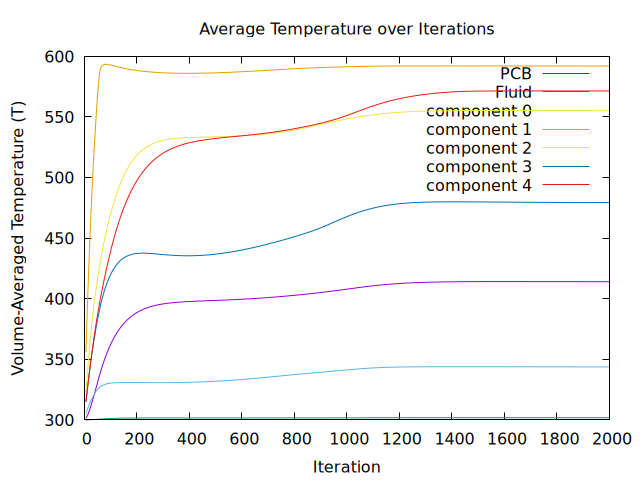 Average Temperature over Iterations
Volume-Averaged Temperature (T)
600
550
500
450
400
350
300
PCB
Fluid
component 0
component 1
component 2
component 3
component 4
0 200 400 600 800 1000 1200 1400 1600 1800 2000
Iteration